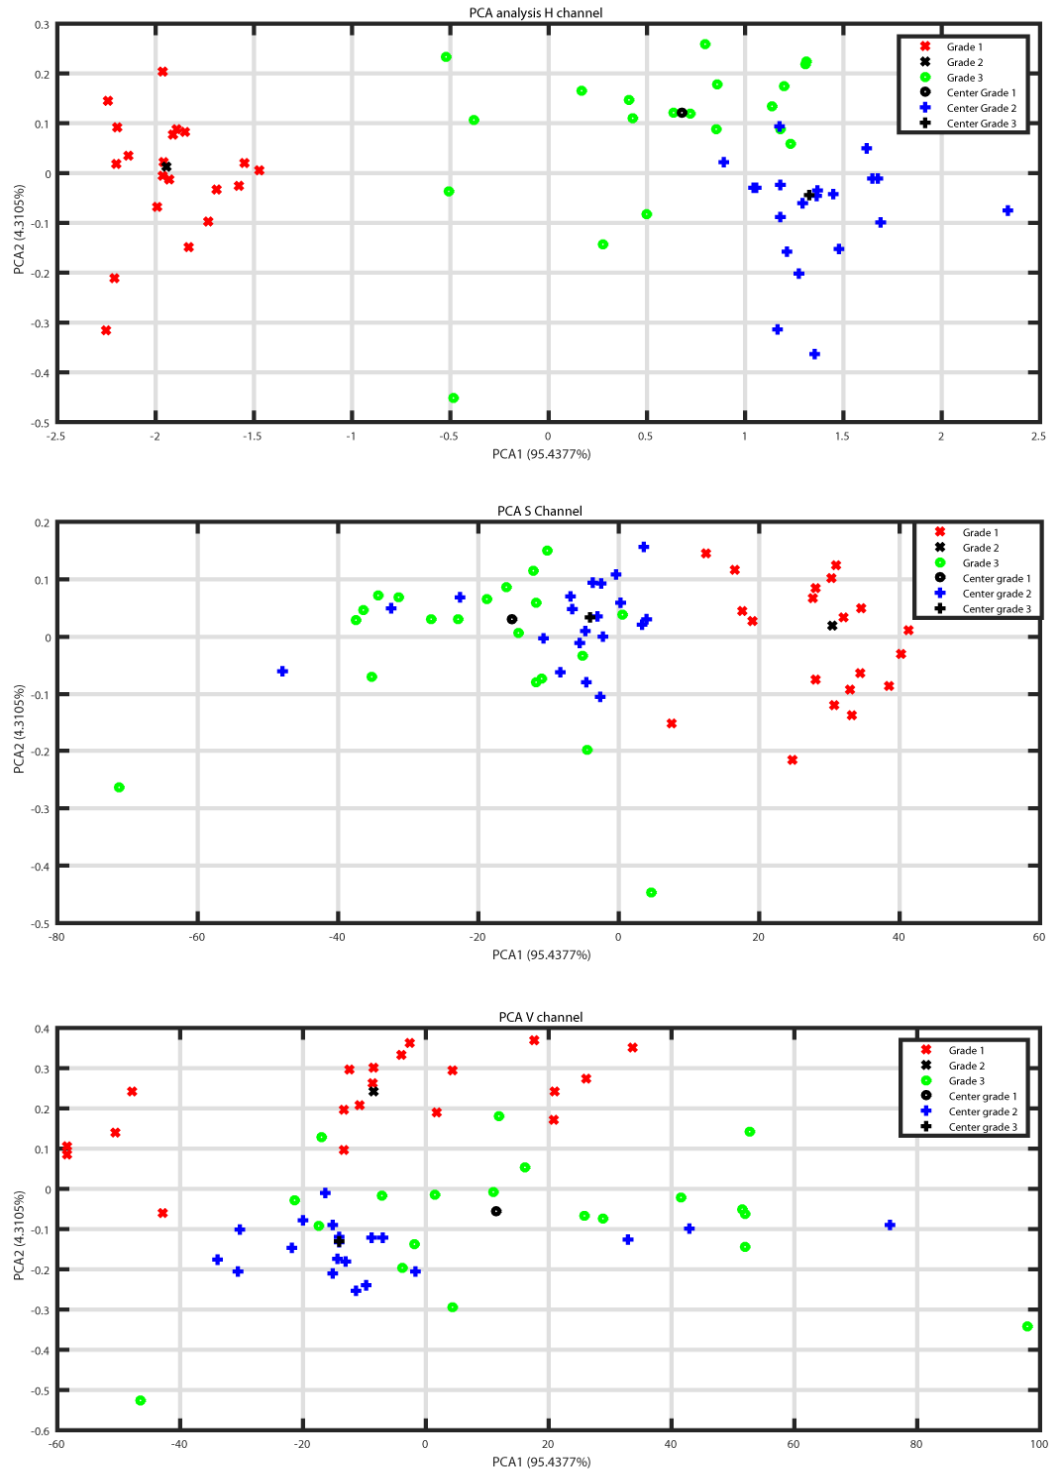 PCA analysis H channel
0.3
0.2
0.1
0
-0.1
-0.2
-0.3
-0.4
-0.5
PCA2 (4.3105%)
Grade 1
Grade 2
Grade 3
Center Grade 1
Center Grade 2
Center Grade 3
-2.5 -2 -1.5 -1 -0.5 0 0.5 1 1.5 2 2.5
PCA1 (95.4377%)
PCA S Channel
0.2
0.1
0
-0.1
-0.2
-0.3
-0.4
-0.5
PCA2 (4.3105%)
Grade 1
Grade 2
Grade 3
Center grade 1
Center grade 2
Center grade 3
-80 -60 -40 -20 0 20 40 60
PCA1 (95.4377%)
PCA V channel
0.4
0.3
0.2
0.1
0
-0.1
-0.2
-0.3
-0.4
-0.5
-0.6
PCA2 (4.3105%)
Grade 1
Grade 2
Grade 3
Center grade 1
Center grade 2
Center grade 3
-60 -40 -20 0 20 40 60 80 100
PCA1 (95.4377%)